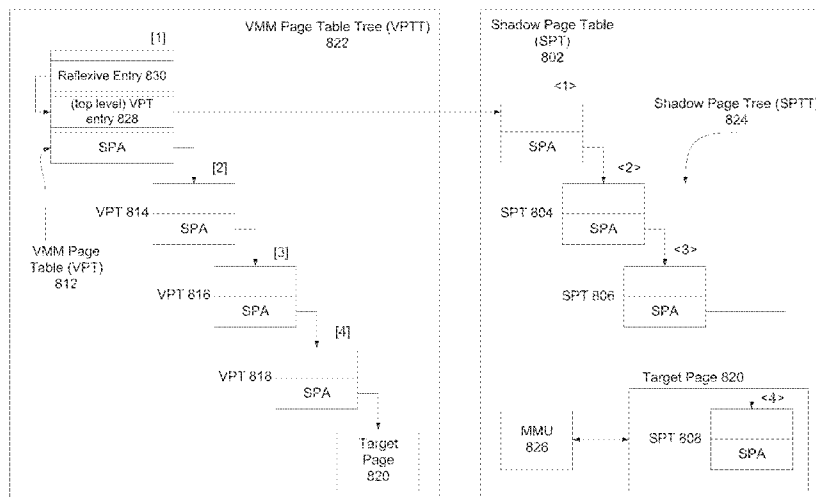 [1]
VMM Page Table Tree (VPTT)
822
Reflexive Entry 830
(top level) VPT
entry 828
SPA
[2]
VPT 814
SPA
VMM Page
Table (VPT)
812
[3]
VPT 816
SPA
[4]
VPT 818
SPA
Target
Page
820
Shadow Page Table
(SPT)
802
<1>
Shadow Page Tree (SPTT)
824
SPA
<2>
SPT 804
SPA
<3>
SPT 806
SPA
Target Page 820
<4>
MMU
826
SPT 808
SPA